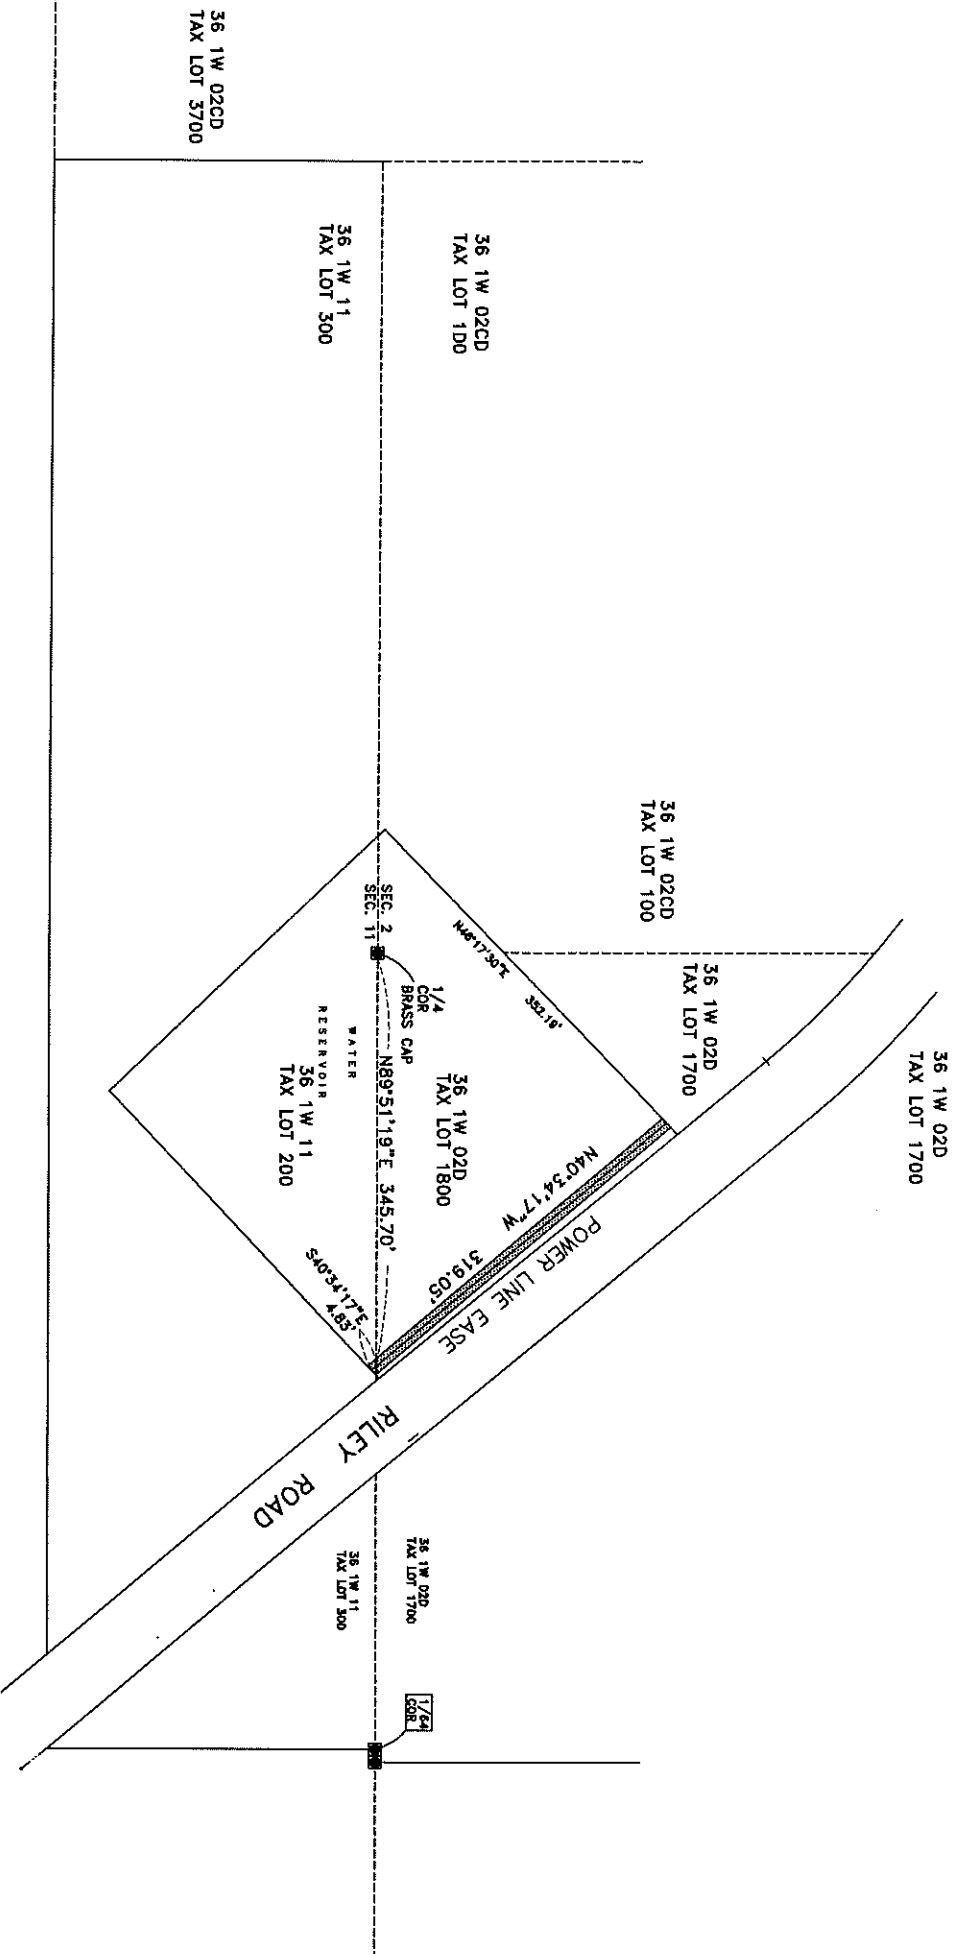 36 1W 02CD
TAX LOT 3700
36 1W 02CD
TAX LOT 1D0
36 1W 11
TAX LOT 300
36 1W 02CD
TAX LOT 100
36 1W 02D
TAX LOT 1700
36 1W 02D
TAX LOT 1700
N46°17'30"E 352.19'
SEC. 2
SEC. 11
1/4
COR
BRASS CAP
36 1W 02D
TAX LOT 1800
N89°51'19"E 345.70'
WATER
RESERVOIR
36 1W 11
TAX LOT 200
N40°34'17"W 319.05'
POWER LINE EASE
S40°34'17"E
4.83'
RILEY ROAD
36 1W 02D
TAX LOT 1700
36 1W 11
TAX LOT 300
1/64
COR